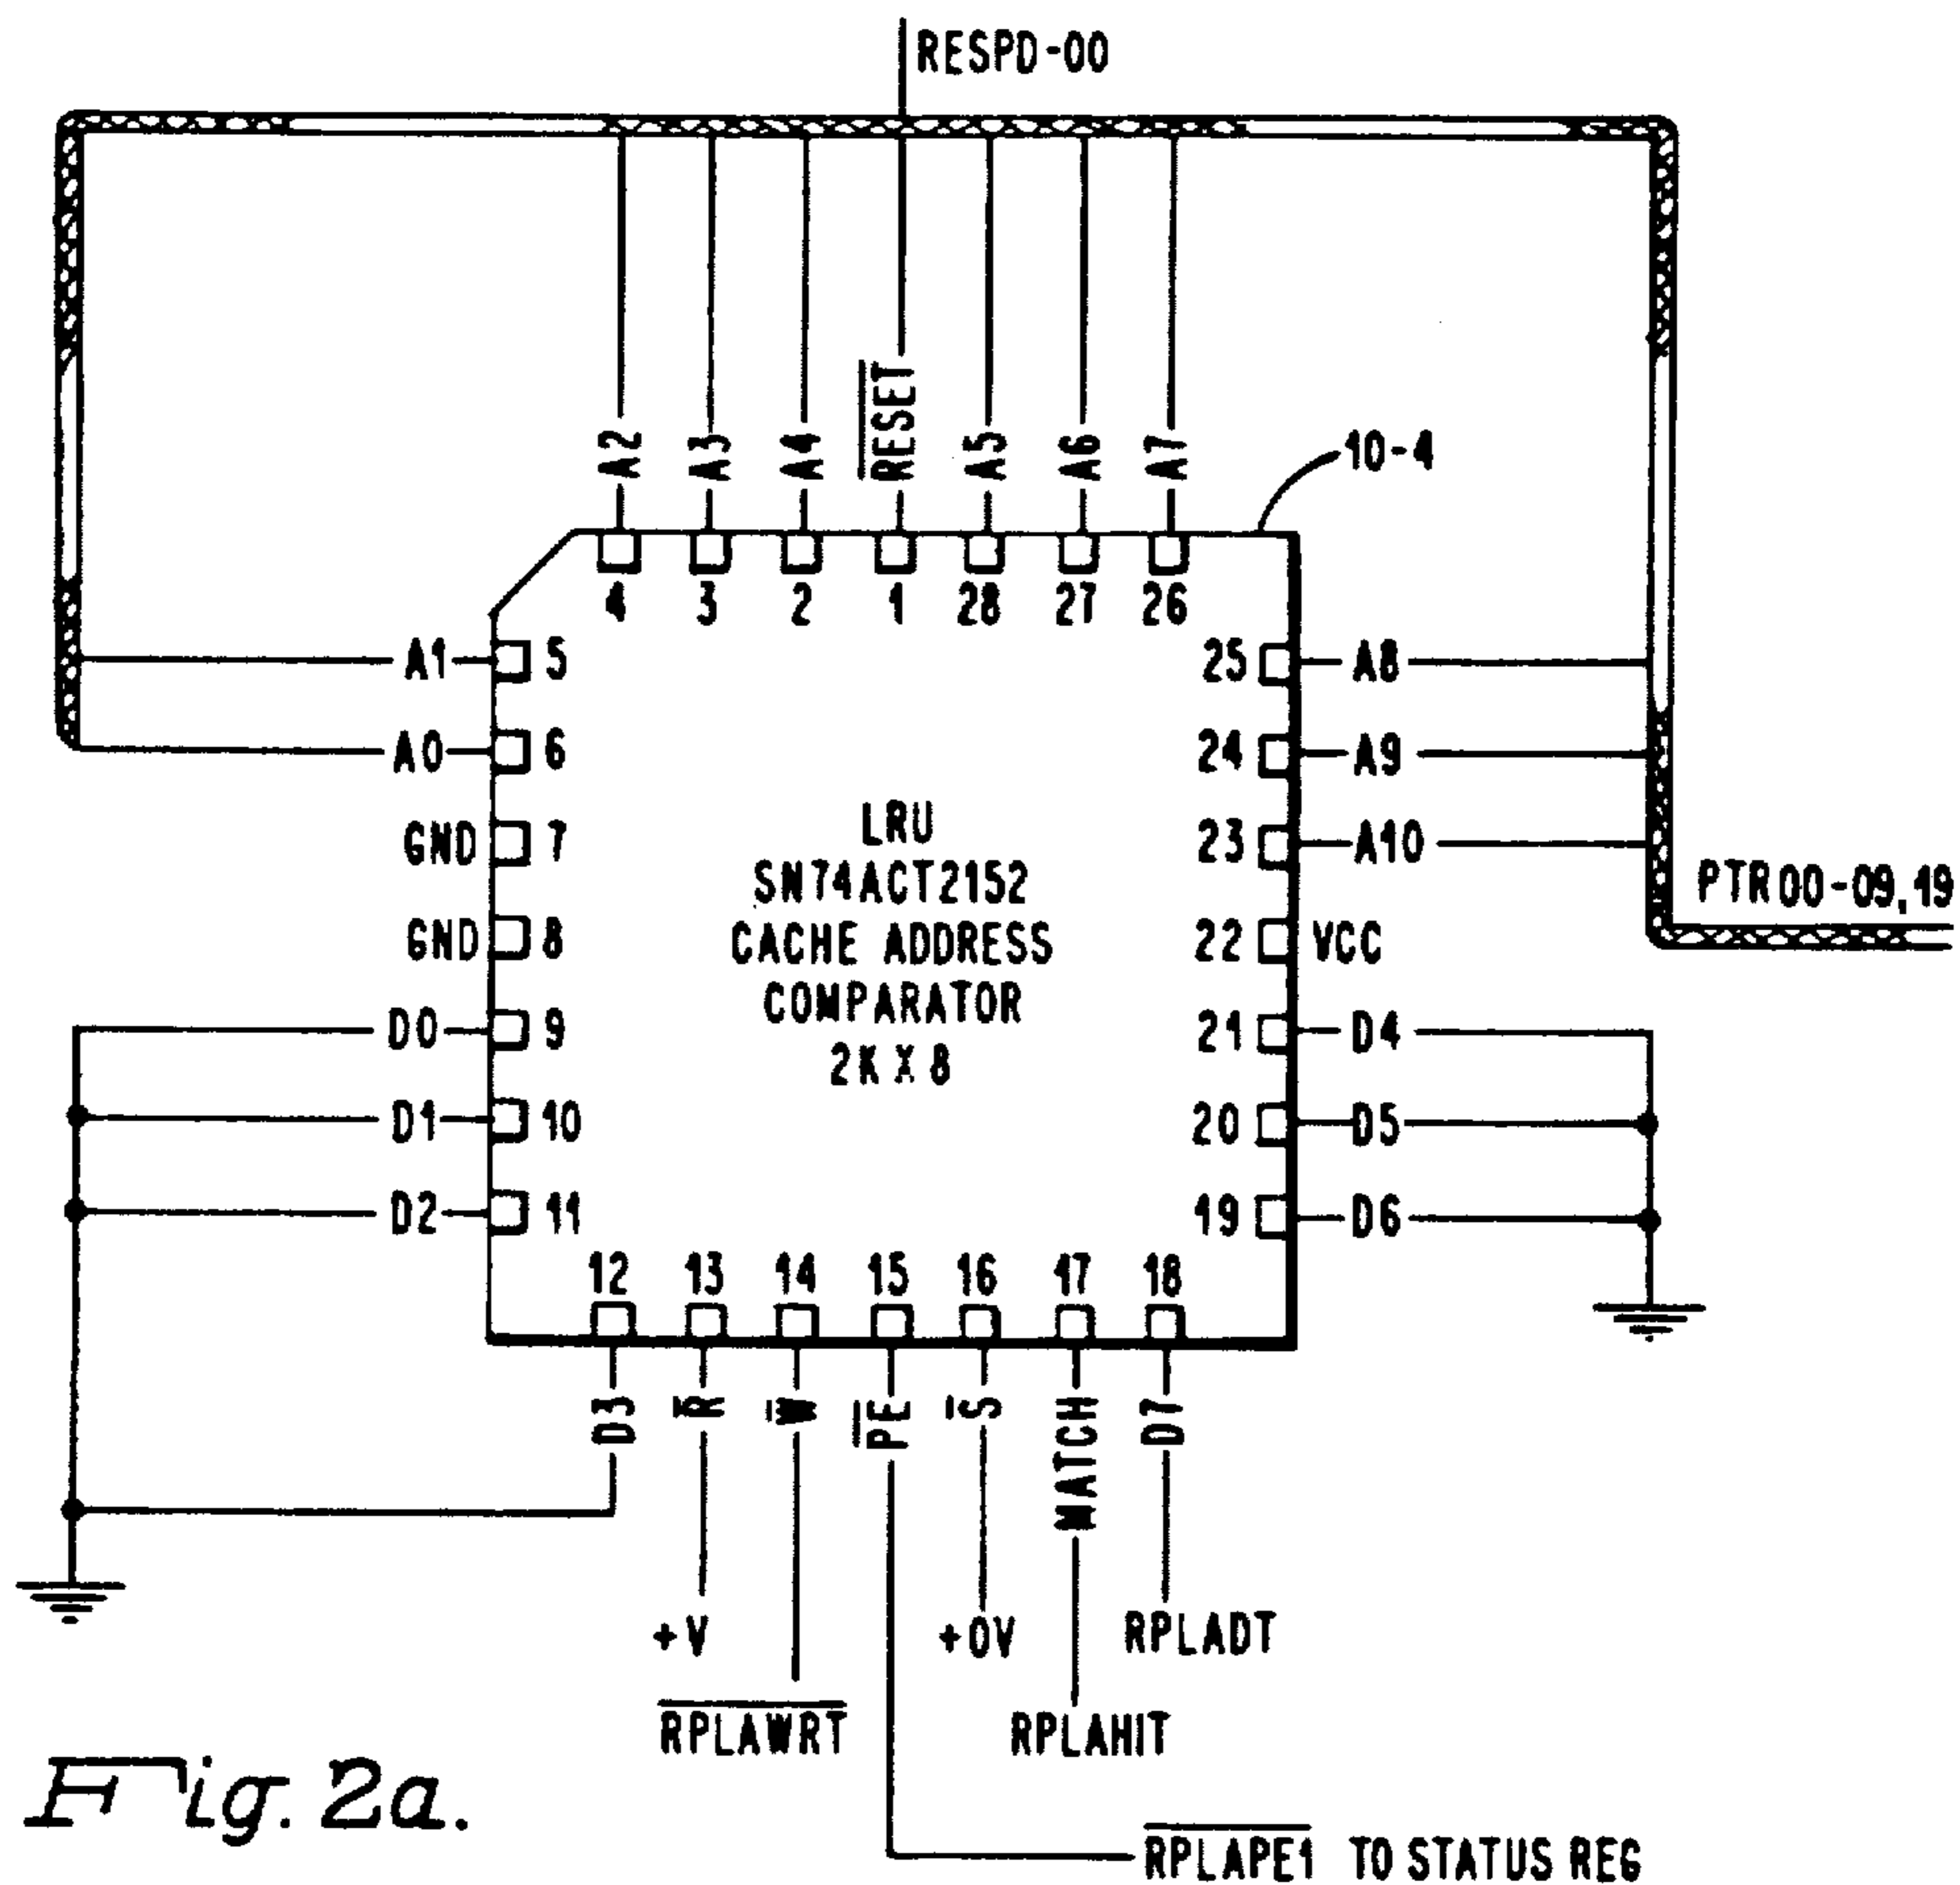 RESPD-00
A2 A3 A4 RESET A5 A6 A7
10-4
4 3 2 1 28 27 26
A1 5
25 A8
A0 6
24 A9
GND 7
23 A10
GND 8
22 VCC
PTR00-09,19
LRU
SN74ACT2152
CACHE ADDRESS
COMPARATOR
2K X 8
D0 9
21 D4
D1 10
20 D5
D2 11
19 D6
12 13 14 15 16 17 18
D3 R W PE S MATCH D7
+V
+0V
RPLADT
RPLAWRT
RPLAHIT
RPLAPE1 TO STATUS REG
Fig. 2a.